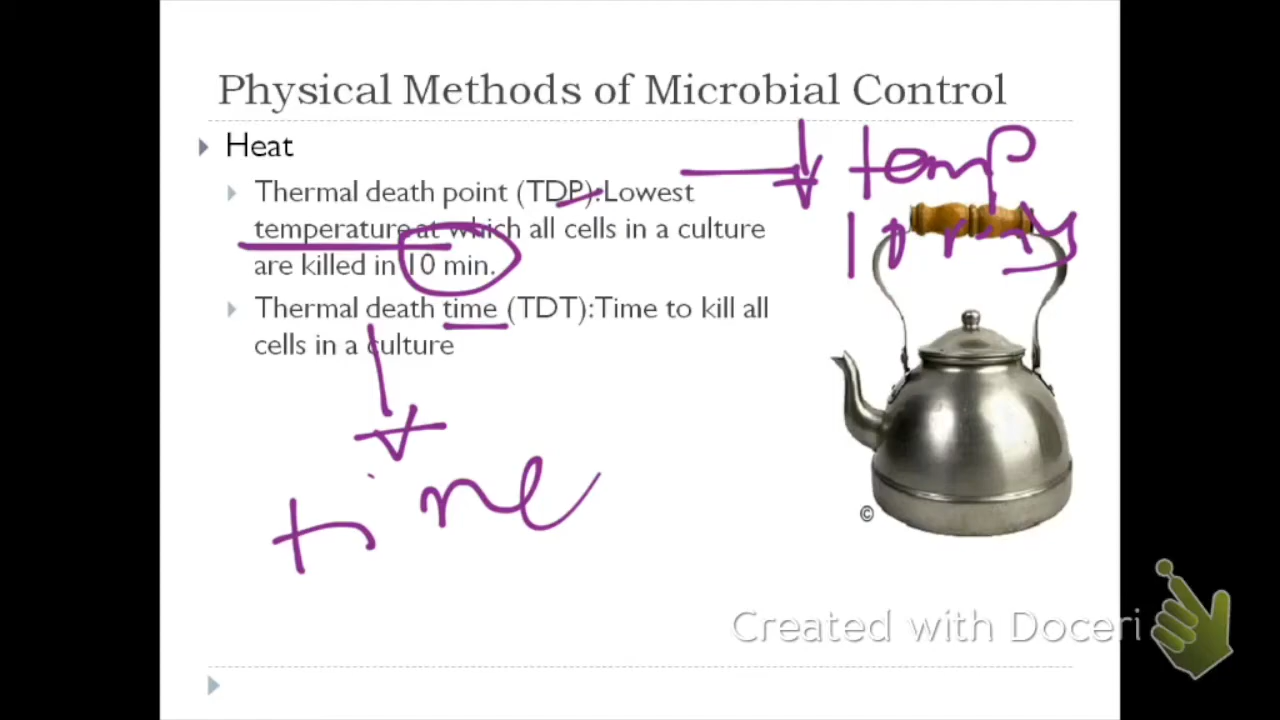 Physical Methods of Microbial Control
Heat
Thermal death point (TDP):Lowest
temperature at which all cells in a culture
are killed in 10 min.
Thermal death time (TDT):Time to kill all
cells in a culture
temp
time
©
Created with Doceri